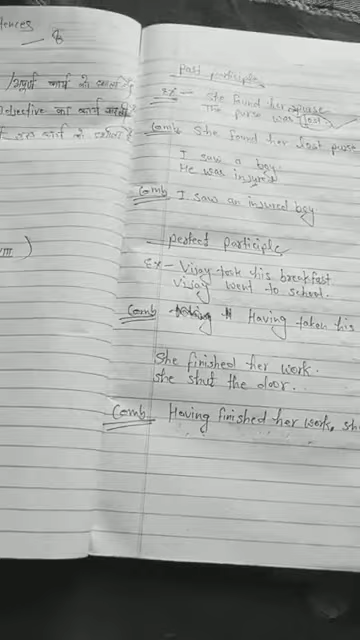 tences
8
अपूर्ण कार्य को
Adjective का कार्य
past participle
Ex - She found her purse
The purse was lost
Comb She found her lost purse
I saw a boy.
He was injured
Comb I saw an injured boy
perfect participle
Ex - Vijay took his breakfast
Vijay went to school.
Comb Having taken his
She finished her work.
she shut the door.
Comb Having finished her work, she